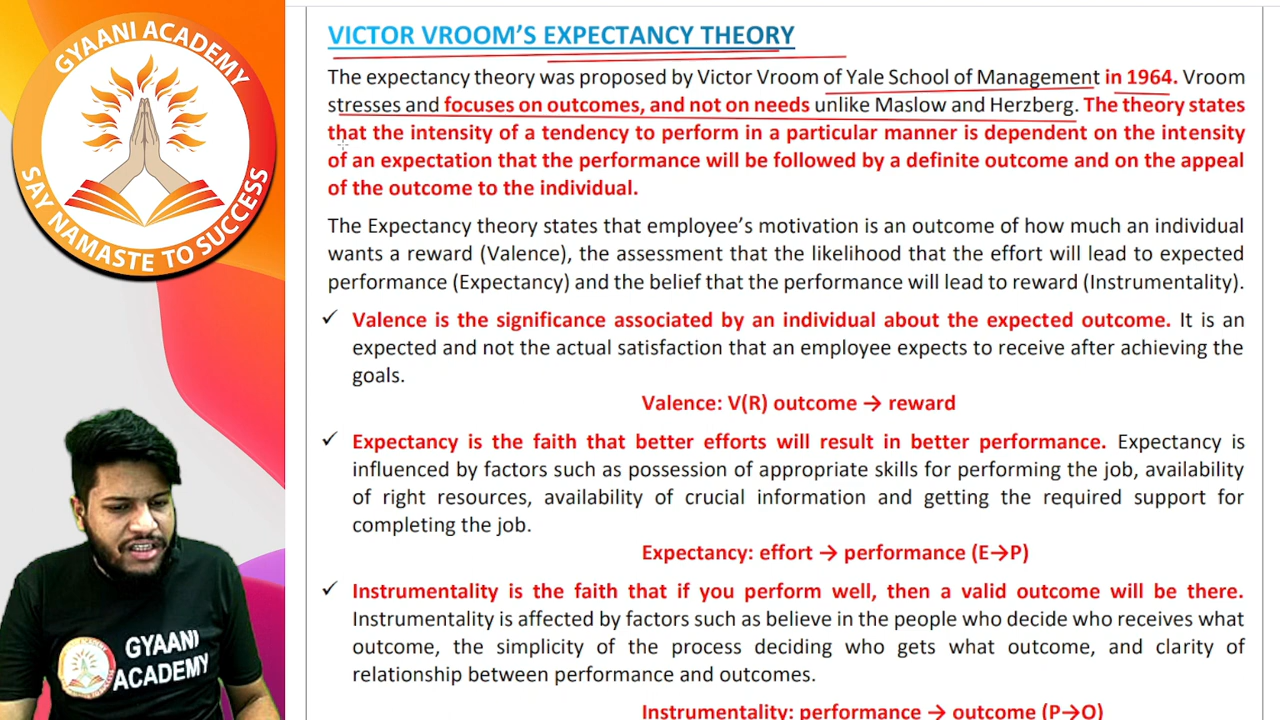 GYAANI ACADEMY
SAY NAMASTE TO SUCCESS
GYAANI
ACADEMY
VICTOR VROOM'S EXPECTANCY THEORY
The expectancy theory was proposed by Victor Vroom of Yale School of Management in 1964. Vroom
stresses and focuses on outcomes, and not on needs unlike Maslow and Herzberg. The theory states
that the intensity of a tendency to perform in a particular manner is dependent on the intensity
of an expectation that the performance will be followed by a definite outcome and on the appeal
of the outcome to the individual.
The Expectancy theory states that employee's motivation is an outcome of how much an individual
wants a reward (Valence), the assessment that the likelihood that the effort will lead to expected
performance (Expectancy) and the belief that the performance will lead to reward (Instrumentality).
✓ Valence is the significance associated by an individual about the expected outcome. It is an
expected and not the actual satisfaction that an employee expects to receive after achieving the
goals.
Valence: V(R) outcome → reward
✓ Expectancy is the faith that better efforts will result in better performance. Expectancy is
influenced by factors such as possession of appropriate skills for performing the job, availability
of right resources, availability of crucial information and getting the required support for
completing the job.
Expectancy: effort → performance (E→P)
✓ Instrumentality is the faith that if you perform well, then a valid outcome will be there.
Instrumentality is affected by factors such as believe in the people who decide who receives what
outcome, the simplicity of the process deciding who gets what outcome, and clarity of
relationship between performance and outcomes.
Instrumentality: performance → outcome (P→O)